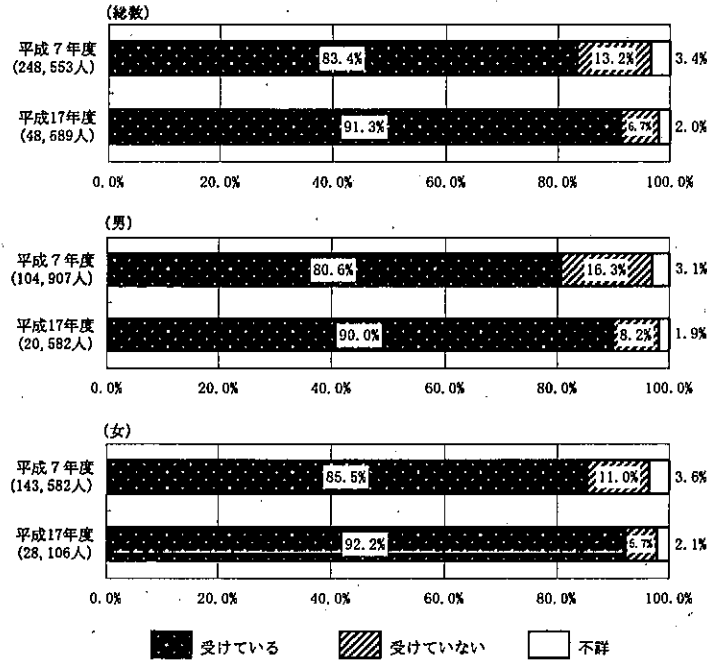 (総数)
平成７年度
(248,553人)
83.4%
13.2%
3.4%
平成17年度
(48,689人)
91.3%
6.7%
2.0%
0.0% 20.0% 40.0% 60.0% 80.0% 100.0%
(男)
平成７年度
(104,907人)
80.6%
16.3%
3.1%
平成17年度
(20,582人)
90.0%
8.2%
1.9%
0.0% 20.0% 40.0% 60.0% 80.0% 100.0%
(女)
平成７年度
(143,582人)
85.5%
11.0%
3.6%
平成17年度
(28,106人)
92.2%
5.7%
2.1%
0.0% 20.0% 40.0% 60.0% 80.0% 100.0%
受けている 受けていない 不詳